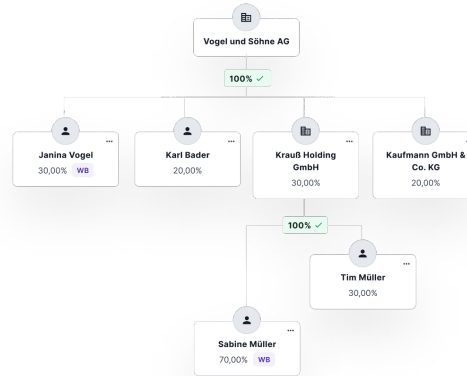 Vogel und Söhne AG
100%
Janina Vogel
30,00% WB
Karl Bader
20,00%
Krauß Holding
GmbH
30,00%
Kaufmann GmbH &
Co. KG
20,00%
100%
Tim Müller
30,00%
Sabine Müller
70,00% WB